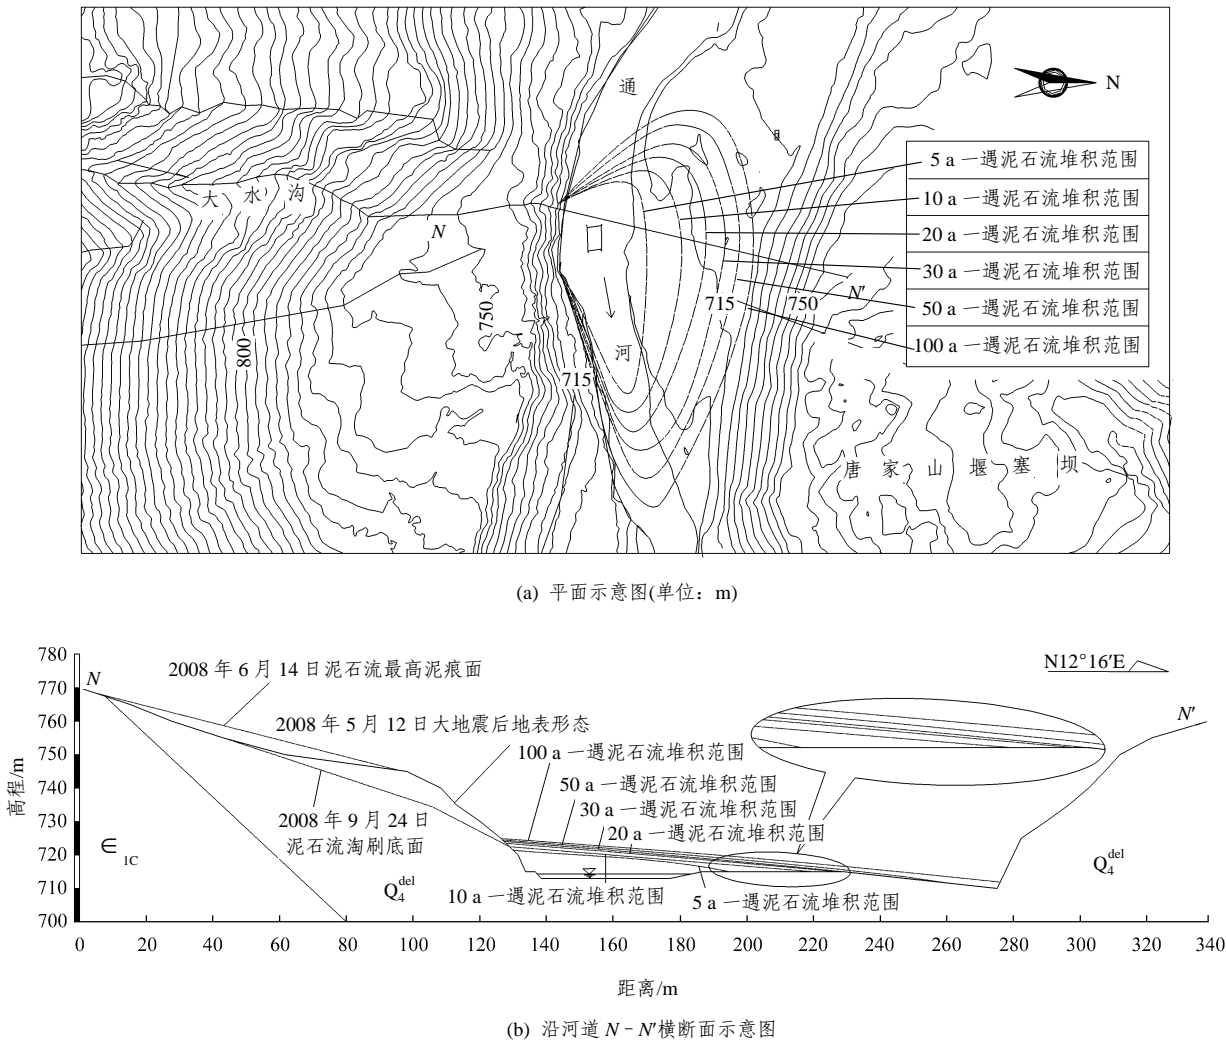 通
N
5 a 一遇泥石流堆积范围
10 a 一遇泥石流堆积范围
20 a 一遇泥石流堆积范围
30 a 一遇泥石流堆积范围
50 a 一遇泥石流堆积范围
100 a 一遇泥石流堆积范围
大 水 沟
N
N′
750
715
750
800
河
715
唐 家 山 堰 塞 坝
(a) 平面示意图(单位：m)
780
770
760
750
740
730
720
710
700
高程/m
N
2008 年 6 月 14 日泥石流最高泥痕面
N12°16′E
2008 年 5 月 12 日大地震后地表形态
N′
100 a 一遇泥石流堆积范围
50 a 一遇泥石流堆积范围
30 a 一遇泥石流堆积范围
20 a 一遇泥石流堆积范围
2008 年 9 月 24 日
泥石流淘刷底面
∈1C
Q4del
Q4del
10 a 一遇泥石流堆积范围
5 a 一遇泥石流堆积范围
0 20 40 60 80 100 120 140 160 180 200 220 240 260 280 300 320 340
距离/m
(b) 沿河道 N－N′横断面示意图